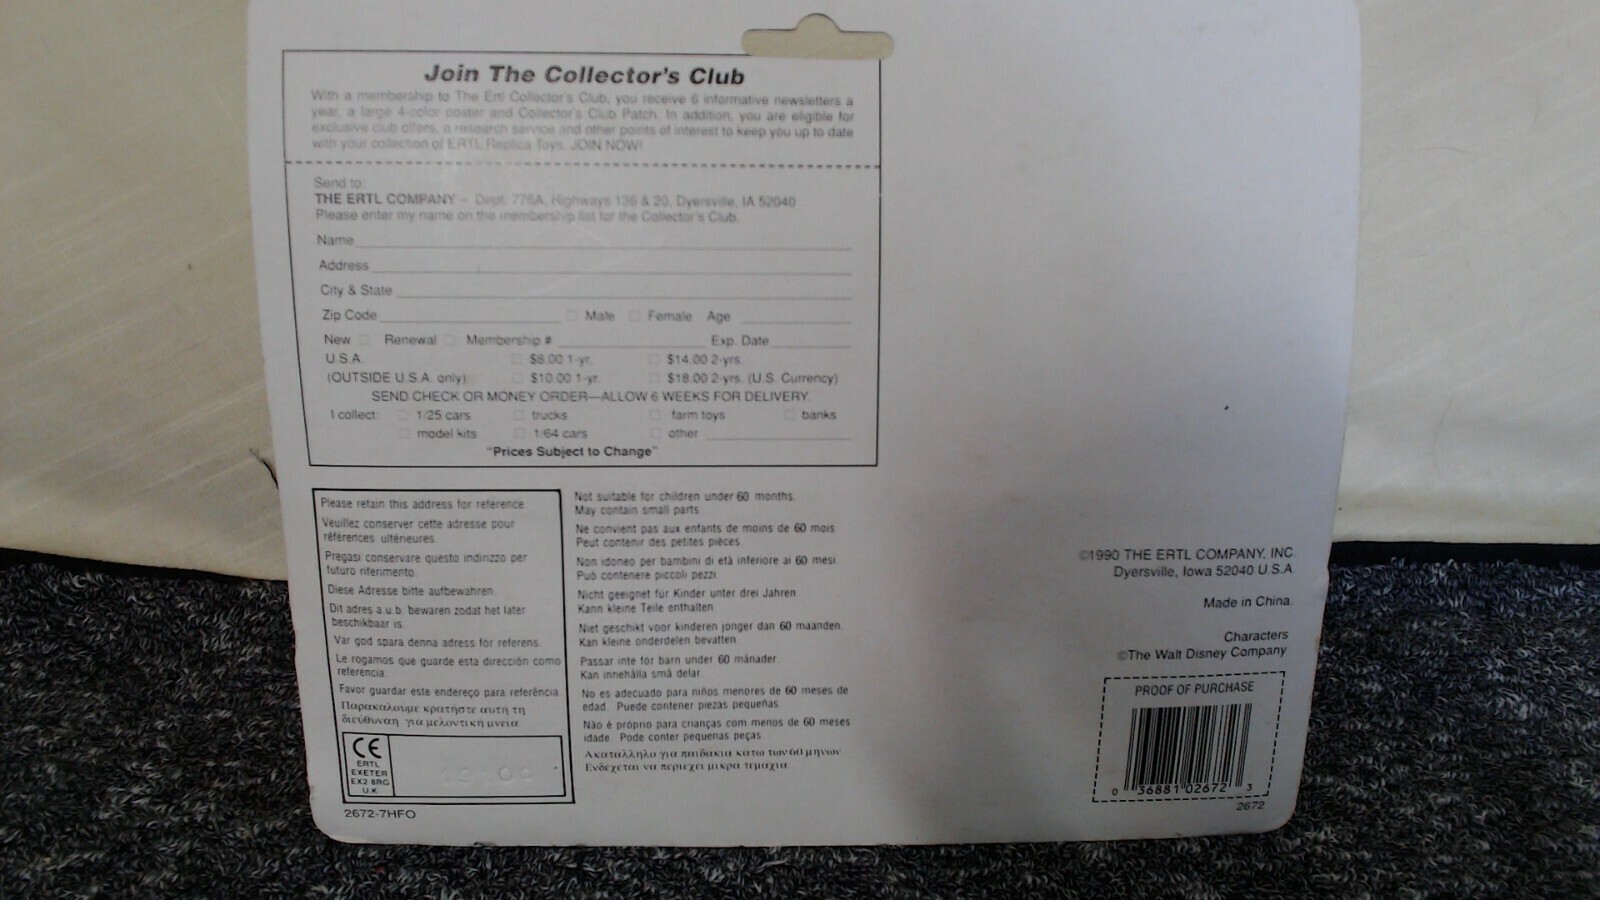 Join The Collector's Club
With a membership to The Ertl Collector's Club, you receive 6 informative newsletters a
year, a large 4-color poster and Collector's Club Patch. In addition, you are eligible for
exclusive club offers, a research service and other points of interest to keep you up to date
with your collection of ERTL Replica Toys. JOIN NOW!
Send to:
THE ERTL COMPANY – Dept. 776A, Highways 136 & 20, Dyersville, IA 52040
Please enter my name on the membership list for the Collector's Club.
Name
Address
City & State
Zip Code Male Female Age
New Renewal Membership # Exp. Date
U.S.A. $8.00 1-yr. $14.00 2-yrs.
(OUTSIDE U.S.A. only) $10.00 1-yr. $18.00 2-yrs. (U.S. Currency)
SEND CHECK OR MONEY ORDER—ALLOW 6 WEEKS FOR DELIVERY.
I collect: 1/25 cars trucks farm toys banks
model kits 1/64 cars other
"Prices Subject to Change"
Please retain this address for reference.
Veuillez conserver cette adresse pour
références ultérieures.
Pregasi conservare questo indirizzo per
futuro riferimento.
Diese Adresse bitte aufbewahren.
Dit adres a.u.b. bewaren zodat het later
beschikbaar is.
Var god spara denna adress för referens.
Le rogamos que guarde esta dirección como
referencia.
Favor guardar este endereço para referência.
Παρακαλουμε κρατήστε αυτή τη
διεύθυναη για μελοντική μνεια.
CE
ERTL
EXETER
EX2 8RG
U.K.
2672-7HFO
Not suitable for children under 60 months.
May contain small parts.
Ne convient pas aux enfants de moins de 60 mois.
Peut contenir des petites pièces.
Non idoneo per bambini di età inferiore ai 60 mesi.
Può contenere piccoli pezzi.
Nicht geeignet für Kinder unter drei Jahren.
Kann kleine Teile enthalten.
Niet geschikt voor kinderen jonger dan 60 maanden.
Kan kleine onderdelen bevatten.
Passar inte för barn under 60 månader.
Kan innehålla små delar.
No es adecuado para niños menores de 60 meses de
edad. Puede contener piezas pequeñas.
Não é próprio para crianças com menos de 60 meses
idade. Pode conter pequenas peças.
Ακατάλληλο για παιδάκια κατω των 60 μηνων.
Ενδέχεται να περιεχει μικρα τεμαχια.
©1990 THE ERTL COMPANY, INC.
Dyersville, Iowa 52040 U.S.A.
Made in China.
Characters
©The Walt Disney Company
PROOF OF PURCHASE
0 36881 02672 3
2672